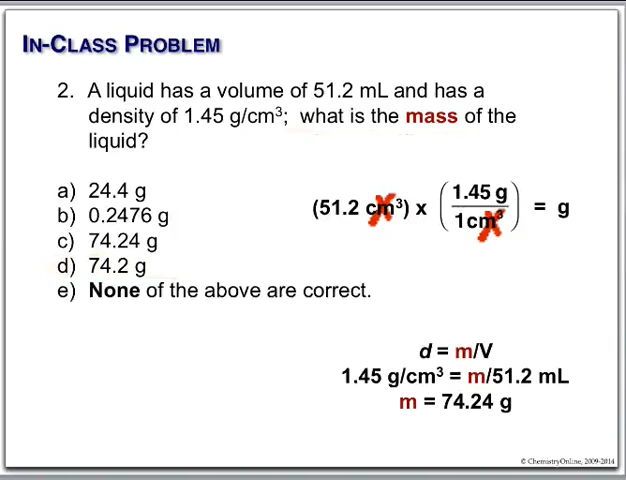 IN-CLASS PROBLEM
2. A liquid has a volume of 51.2 mL and has a
density of 1.45 g/cm³; what is the mass of the
liquid?
a) 24.4 g
b) 0.2476 g
c) 74.24 g
d) 74.2 g
e) None of the above are correct.
(51.2 cm³) x (1.45 g / 1cm³) = g
d = m/V
1.45 g/cm³ = m/51.2 mL
m = 74.24 g
© ChemistryOnline, 2009-2014